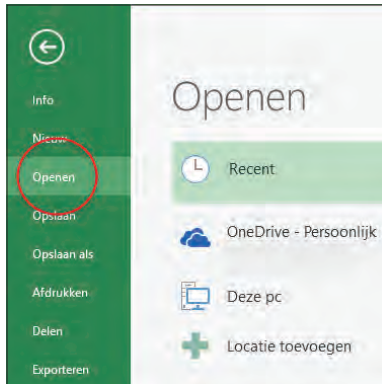 Info
Nieuw
Openen
Opslaan
Opslaan als
Afdrukken
Delen
Exporteren
Openen
Recent
OneDrive - Persoonlijk
Deze pc
Locatie toevoegen